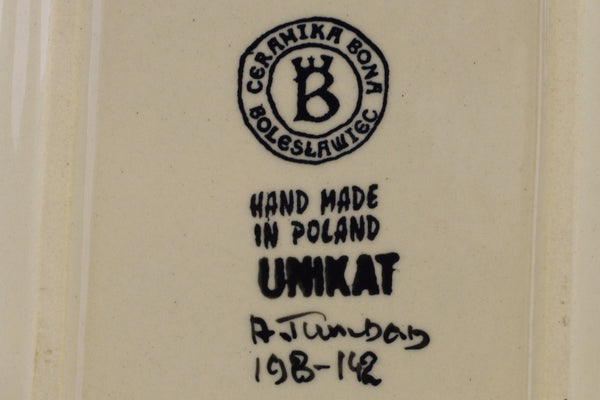 CERAMIKA BONA
B
BOLESŁAWIEC
HAND MADE
IN POLAND
UNIKAT
198-142